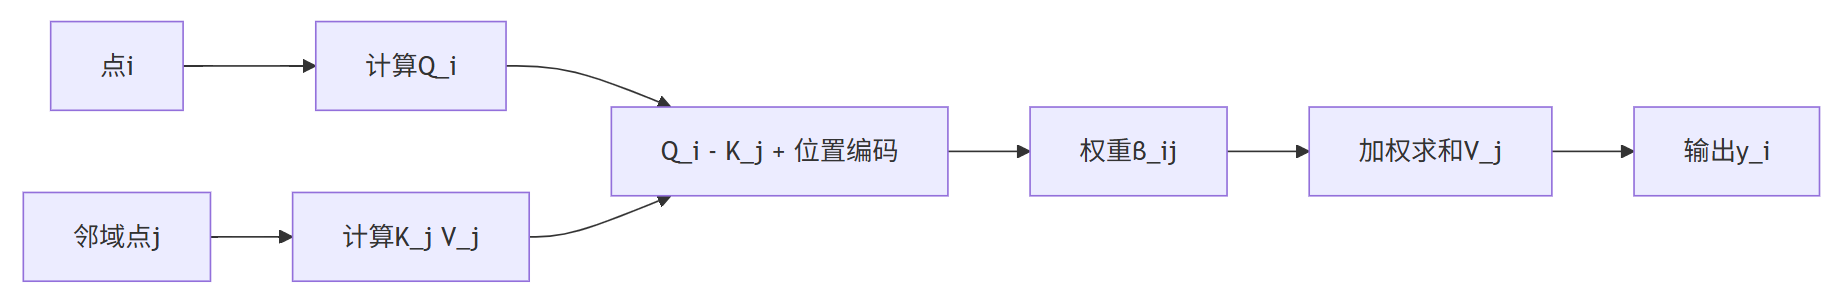 点i
计算Q_i
Q_i - K_j + 位置编码
权重ß_ij
加权求和V_j
输出y_i
邻域点j
计算K_j V_j